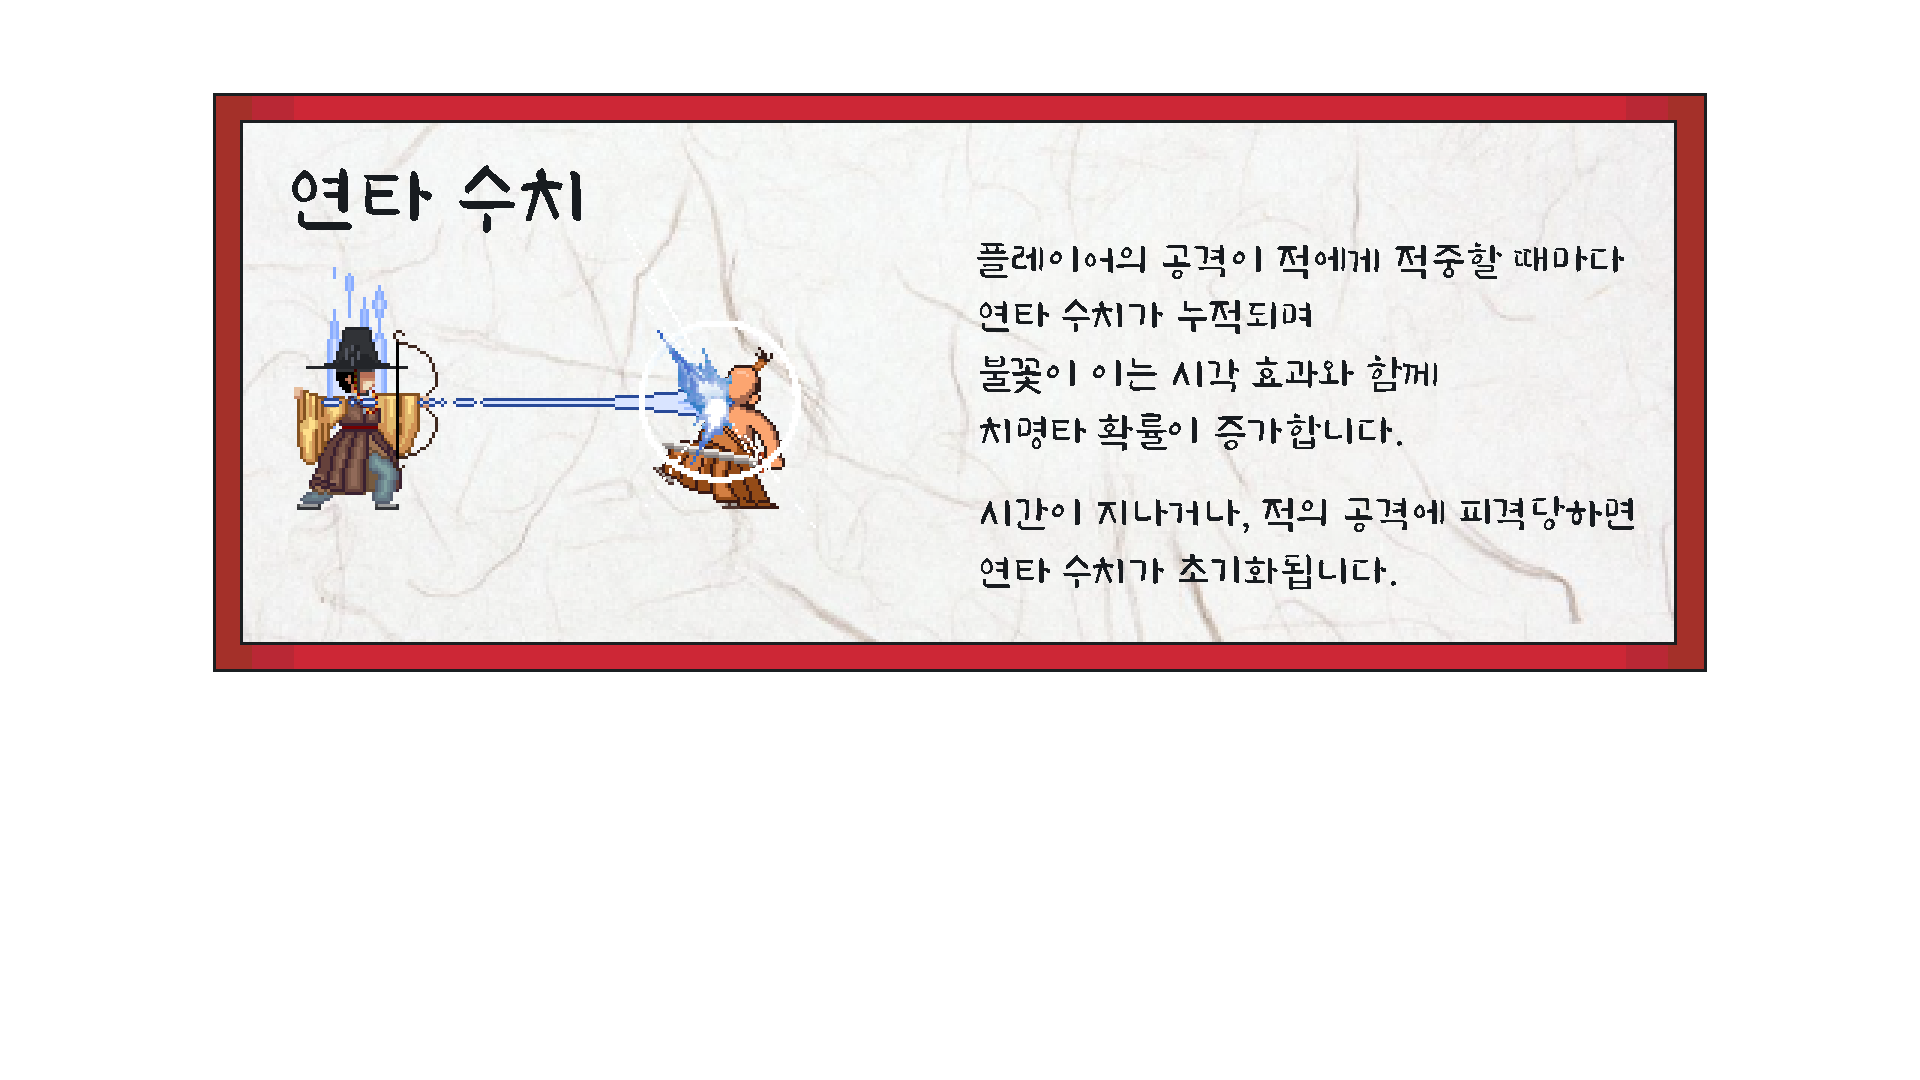 연타 수치
플레이어의 공격이 적에게 적중할 때마다
연타 수치가 누적되며
불꽃이 이는 시각 효과와 함께
치명타 확률이 증가합니다.
시간이 지나거나, 적의 공격에 피격당하면
연타 수치가 초기화됩니다.